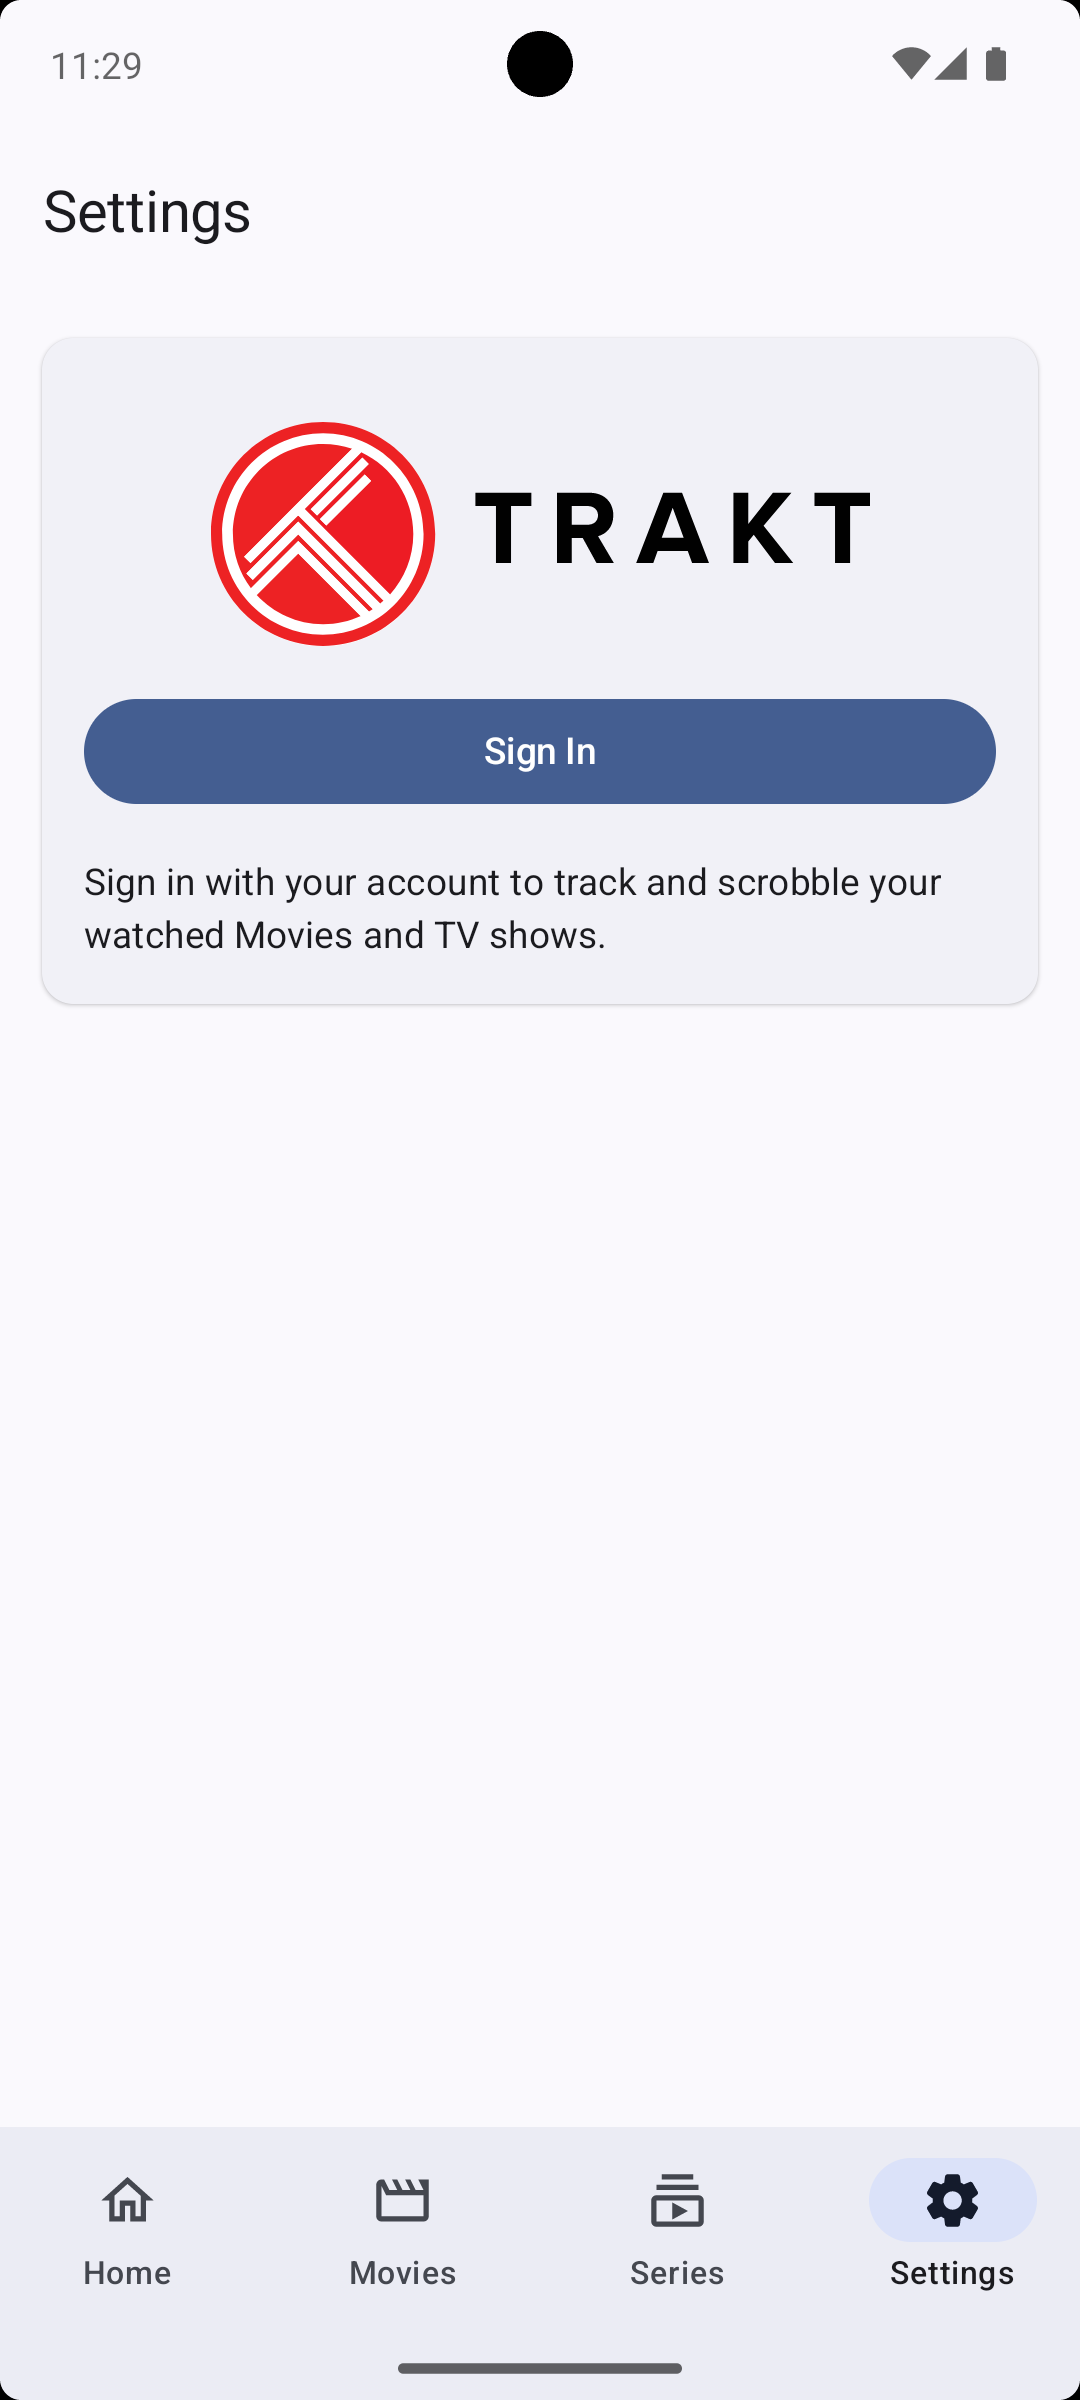 11:29
Settings
TRAKT
Sign In
Sign in with your account to track and scrobble your
watched Movies and TV shows.
Home
Movies
Series
Settings